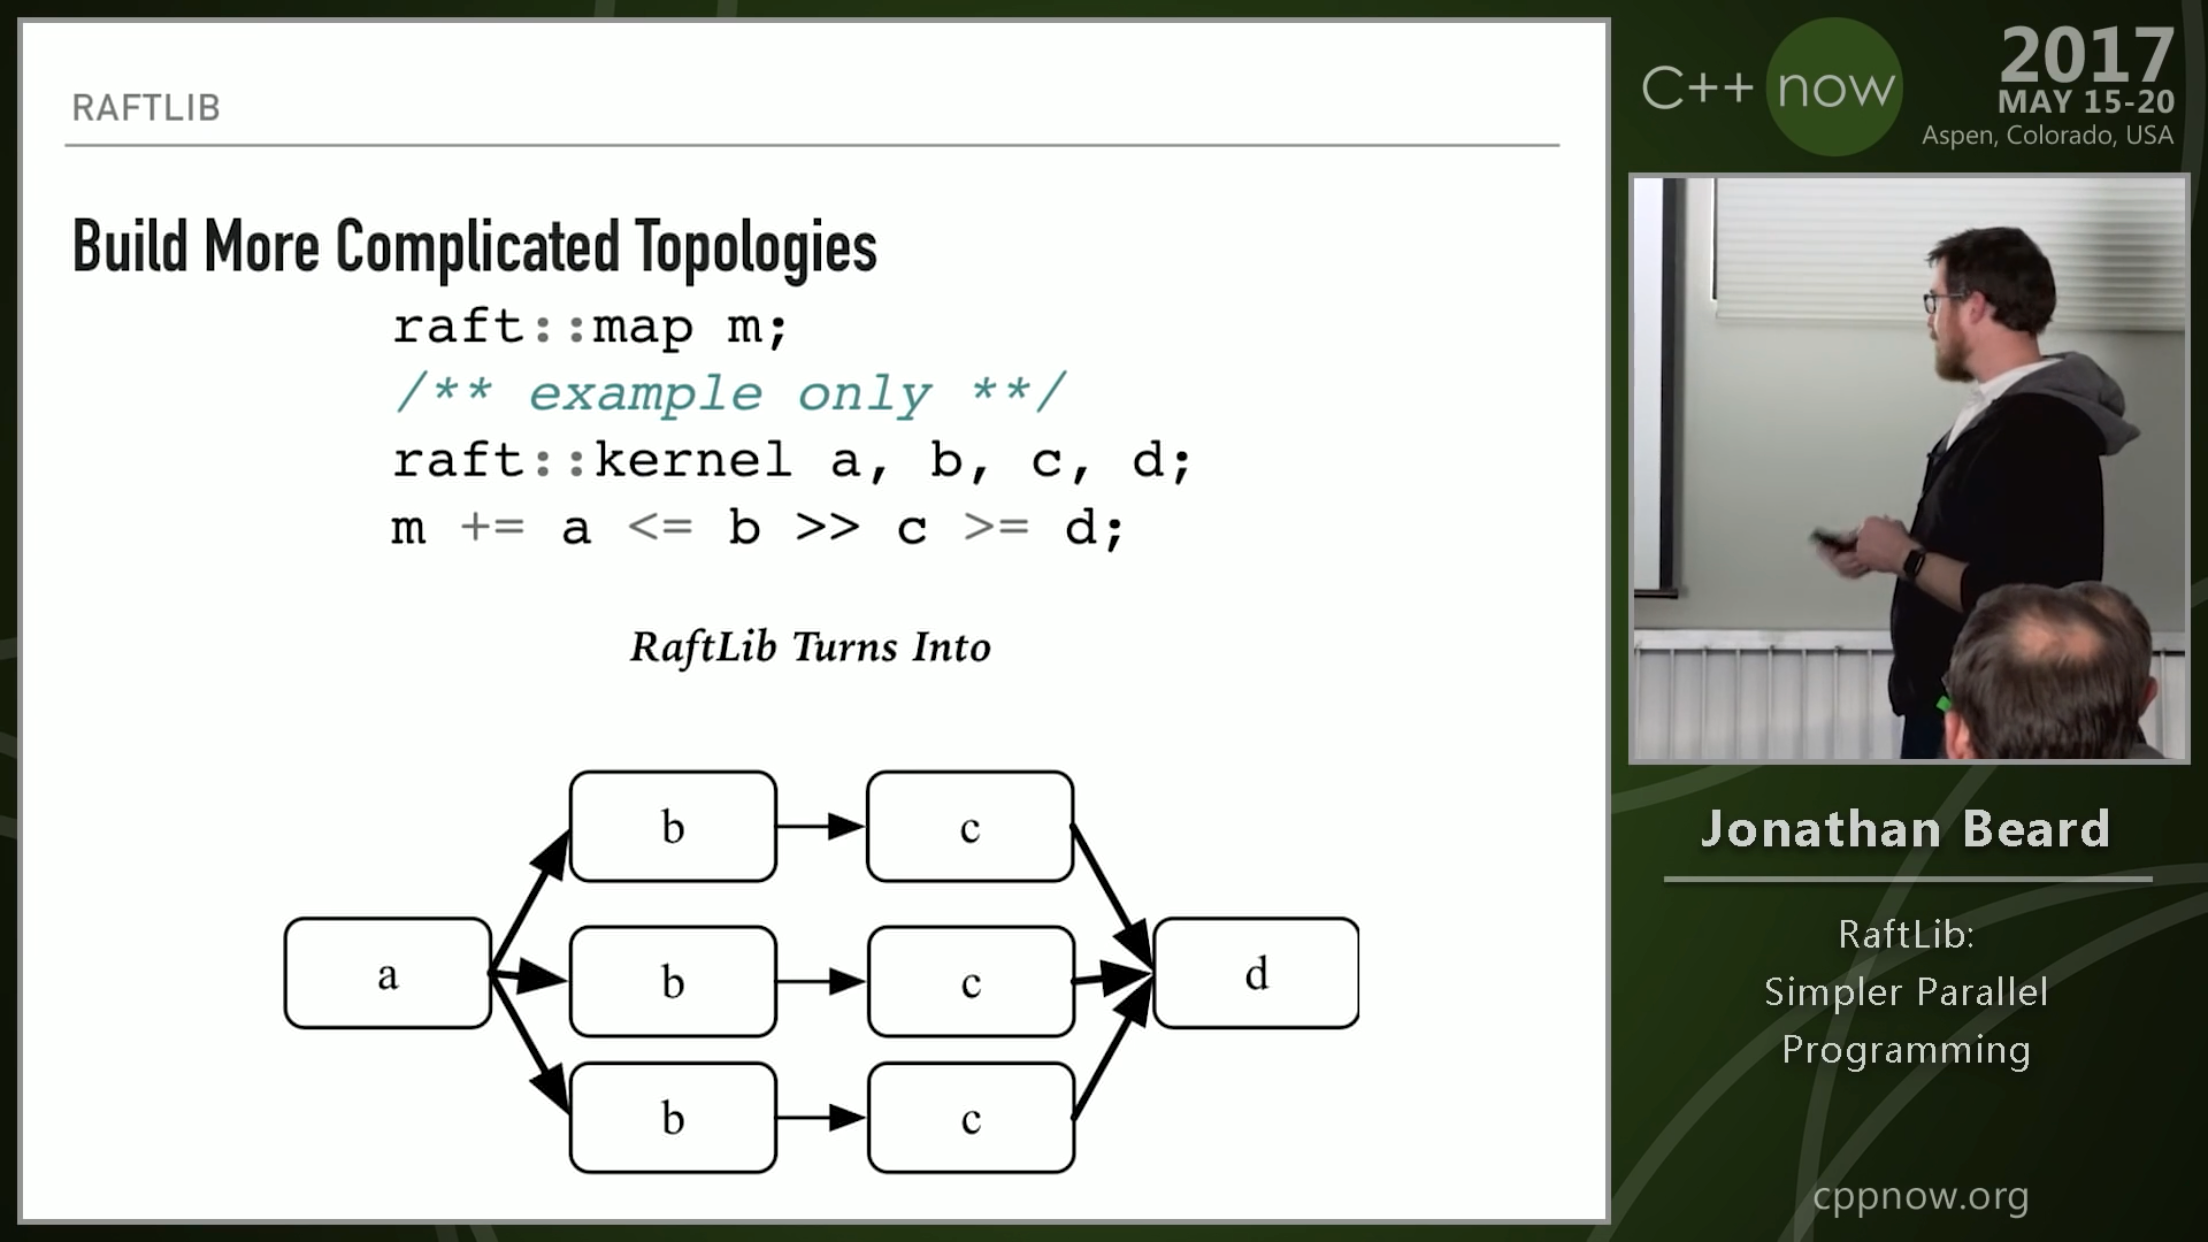 RAFTLIB
Build More Complicated Topologies
raft::map m;
/** example only **/
raft::kernel a, b, c, d;
m += a <= b >> c >= d;
RaftLib Turns Into
b
c
a
b
c
d
b
c
C++ now
2017
MAY 15-20
Aspen, Colorado, USA
Jonathan Beard
RaftLib:
Simpler Parallel
Programming
cppnow.org